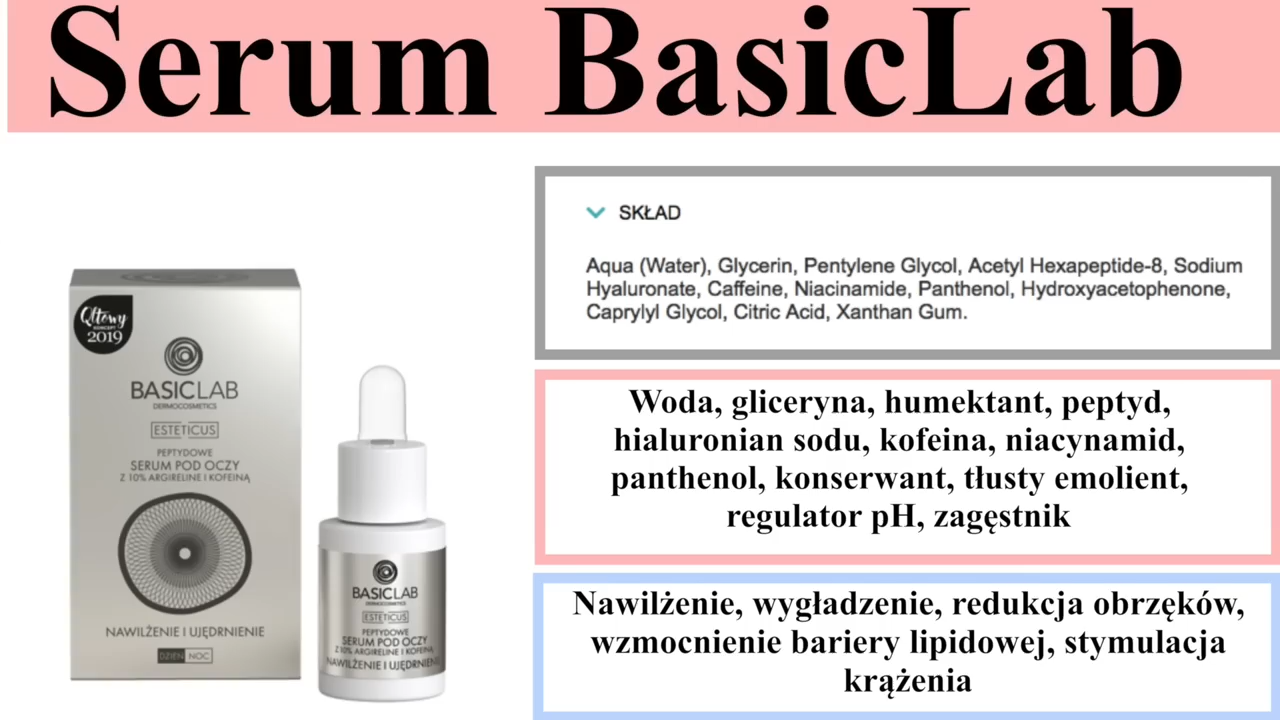 Serum BasicLab
SKŁAD
Aqua (Water), Glycerin, Pentylene Glycol, Acetyl Hexapeptide-8, Sodium
Hyaluronate, Caffeine, Niacinamide, Panthenol, Hydroxyacetophenone,
Caprylyl Glycol, Citric Acid, Xanthan Gum.
Woda, gliceryna, humektant, peptyd,
hialuronian sodu, kofeina, niacynamid,
panthenol, konserwant, tłusty emolient,
regulator pH, zagęstnik
Nawilżenie, wygładzenie, redukcja obrzęków,
wzmocnienie bariery lipidowej, stymulacja
krążenia
Qltowy
KONCEPT
2019
BASICLAB
DERMOCOSMETICS
ESTETICUS
PEPTYDOWE
SERUM POD OCZY
Z 10% ARGIRELINE I KOFEINĄ
NAWILŻENIE I UJĘDRNIENIE
DZIEŃ NOC
BASICLAB
DERMOCOSMETICS
ESTETICUS
PEPTYDOWE
SERUM POD OCZY
Z 10% ARGIRELINE I KOFEINĄ
NAWILŻENIE I UJĘDRNIENIE